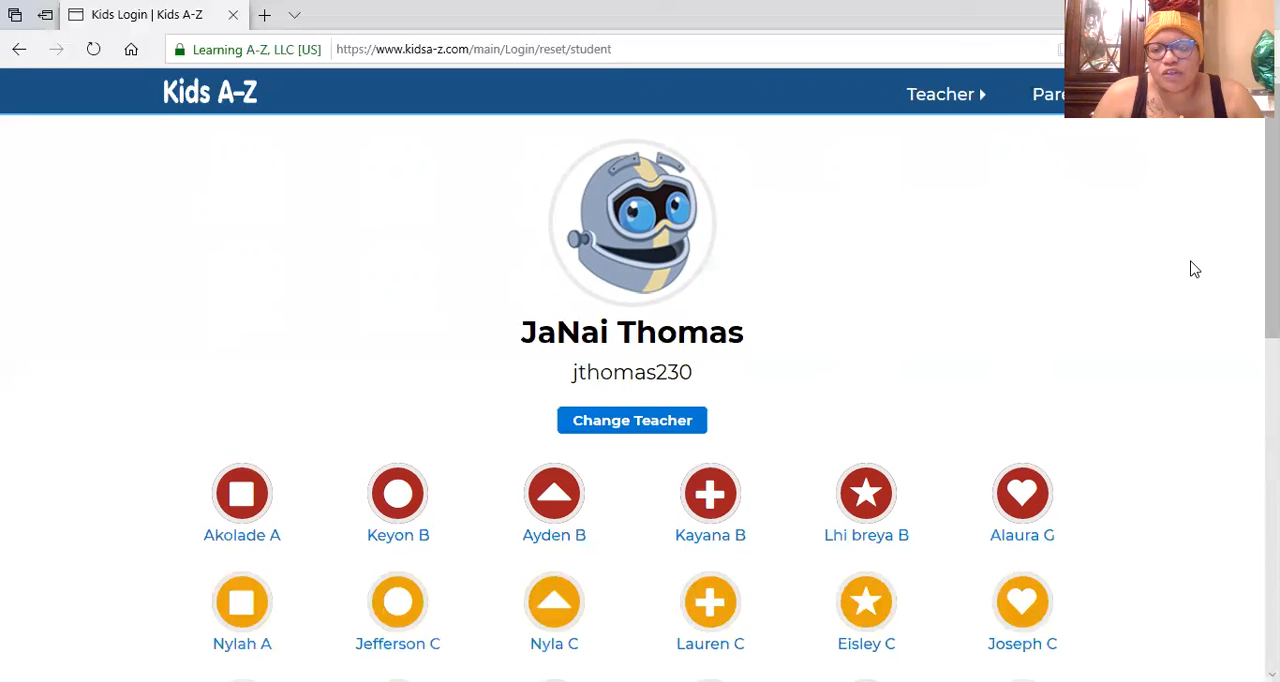 Kids Login | Kids A-Z
Learning A-Z, LLC [US] https://www.kidsa-z.com/main/Login/reset/student
Kids A-Z Teacher Pare
JaNai Thomas
jthomas230
Change Teacher
Akolade A Keyon B Ayden B Kayana B Lhi breya B Alaura G
Nylah A Jefferson C Nyla C Lauren C Eisley C Joseph C